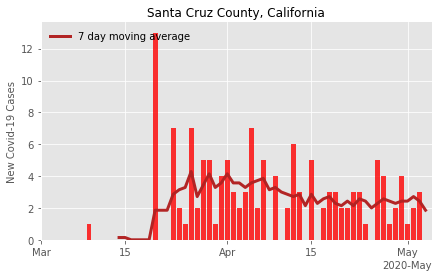 Santa Cruz County, California
7 day moving average
New Covid-19 Cases
12
10
8
6
4
2
0
Mar
15
Apr
15
May
2020-May